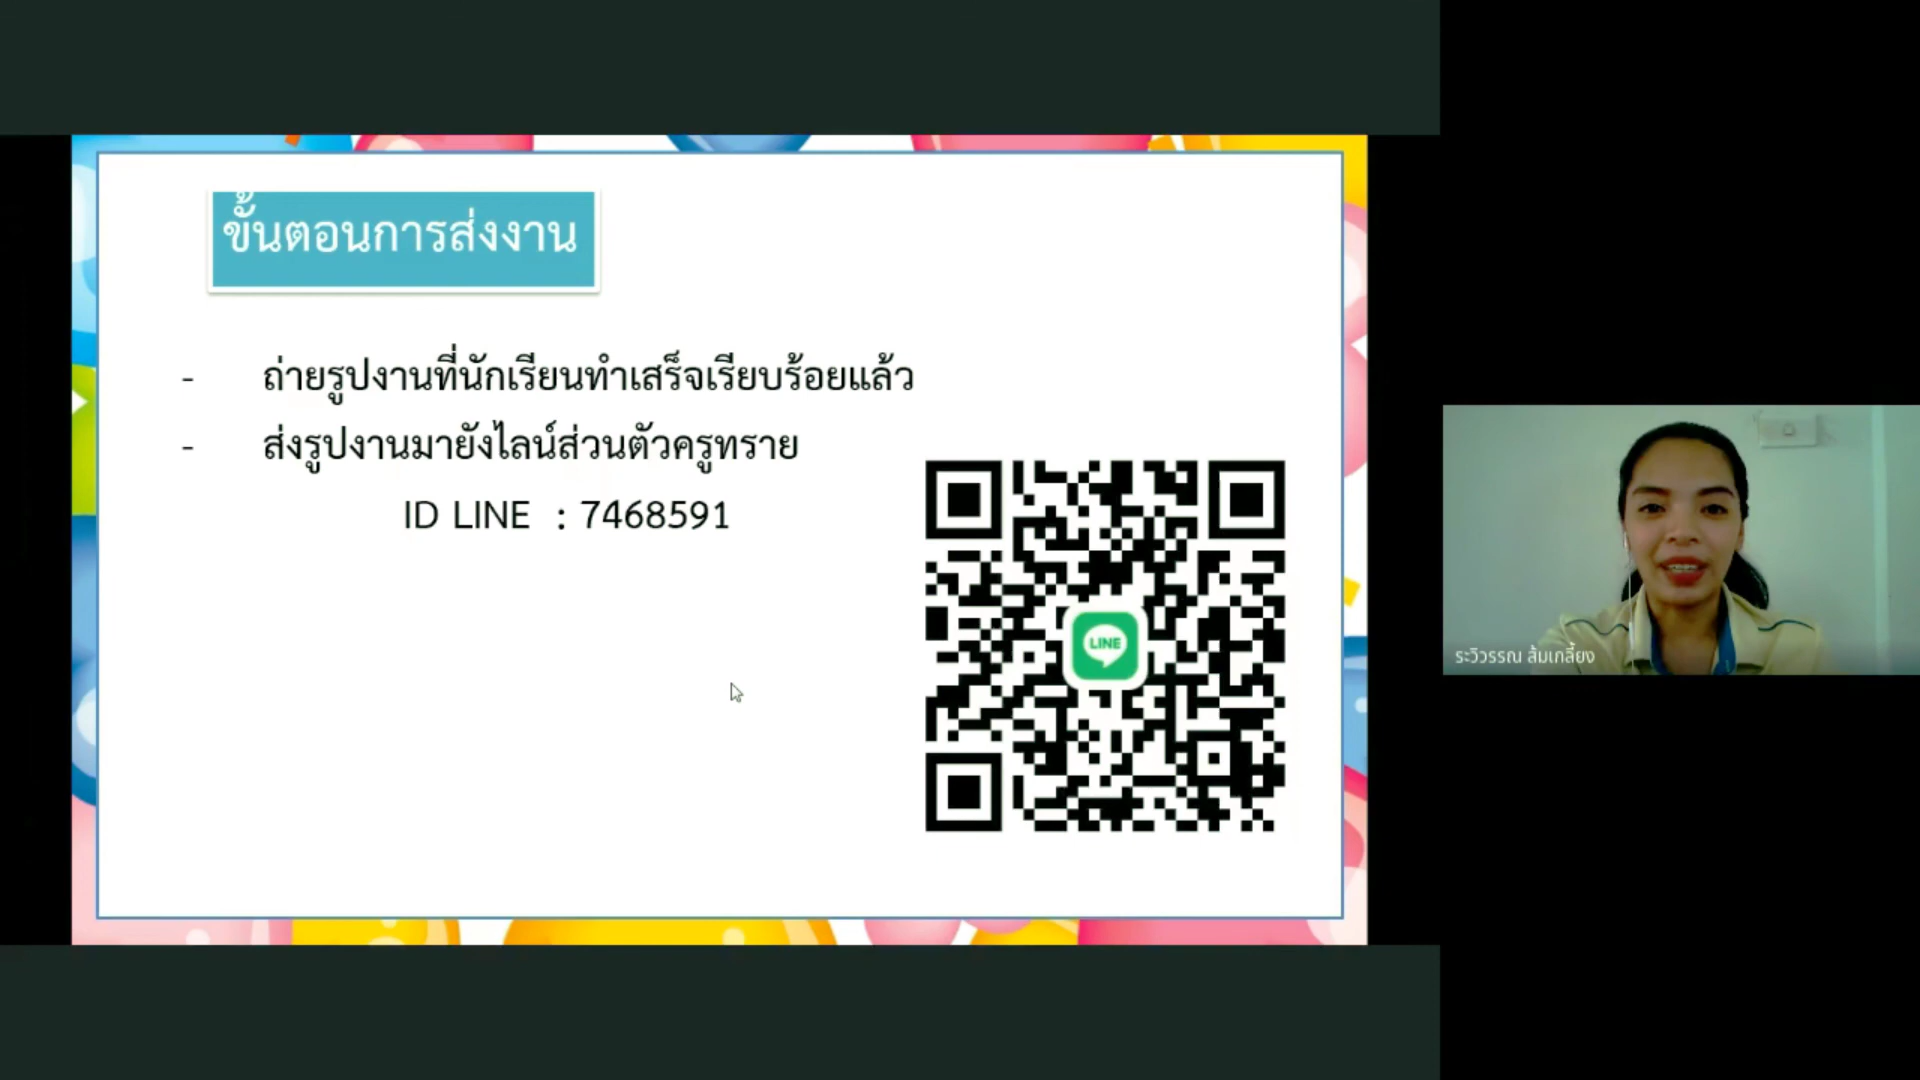 ขั้นตอนการส่งงาน
- ถ่ายรูปงานที่นักเรียนทำเสร็จเรียบร้อยแล้ว
- ส่งรูปงานมายังไลน์ส่วนตัวครูทราย
ID LINE : 7468591
LINE
ระวิวรรณ ส้มเกลี้ยง